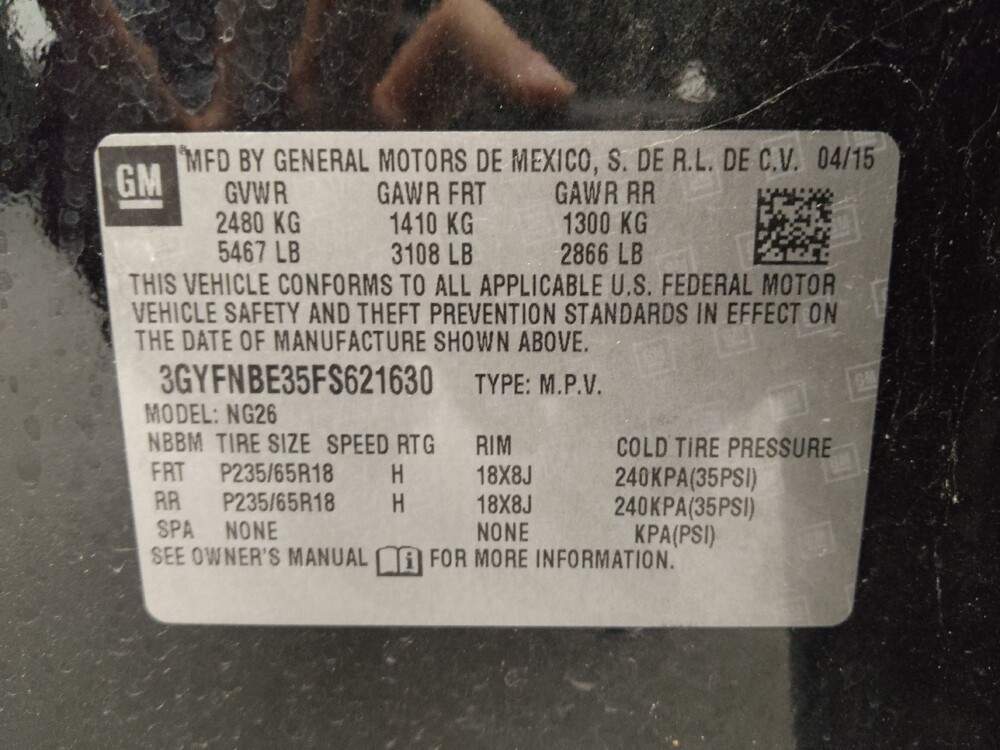 GM
® MFD BY GENERAL MOTORS DE MEXICO, S. DE R.L. DE C.V. 04/15
GVWR GAWR FRT GAWR RR
2480 KG 1410 KG 1300 KG
5467 LB 3108 LB 2866 LB
THIS VEHICLE CONFORMS TO ALL APPLICABLE U.S. FEDERAL MOTOR
VEHICLE SAFETY AND THEFT PREVENTION STANDARDS IN EFFECT ON
THE DATE OF MANUFACTURE SHOWN ABOVE.
3GYFNBE35FS621630 TYPE: M.P.V.
MODEL: NG26
NBBM TIRE SIZE SPEED RTG RIM COLD TIRE PRESSURE
FRT P235/65R18 H 18X8J 240KPA(35PSI)
RR P235/65R18 H 18X8J 240KPA(35PSI)
SPA NONE NONE KPA(PSI)
SEE OWNER'S MANUAL i FOR MORE INFORMATION.